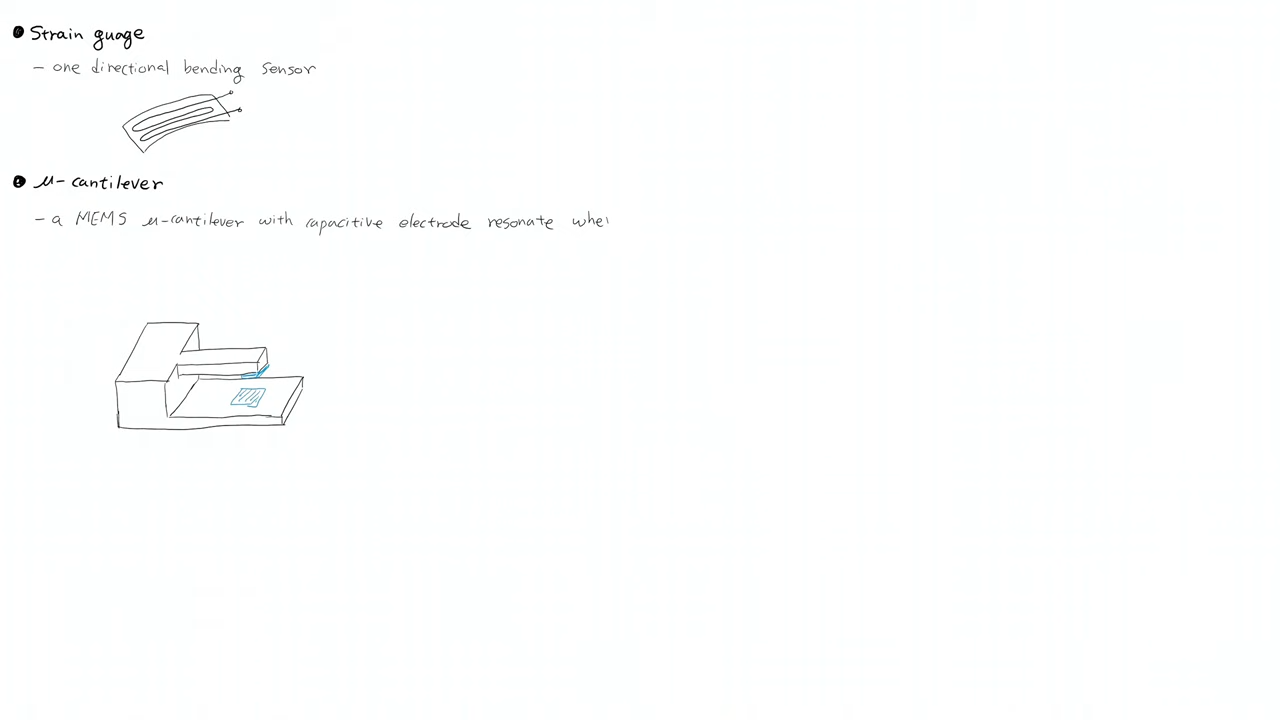 Strain guage
- one directional bending sensor
μ-cantilever
- a MEMS μ-cantilever with capacitive electrode resonate